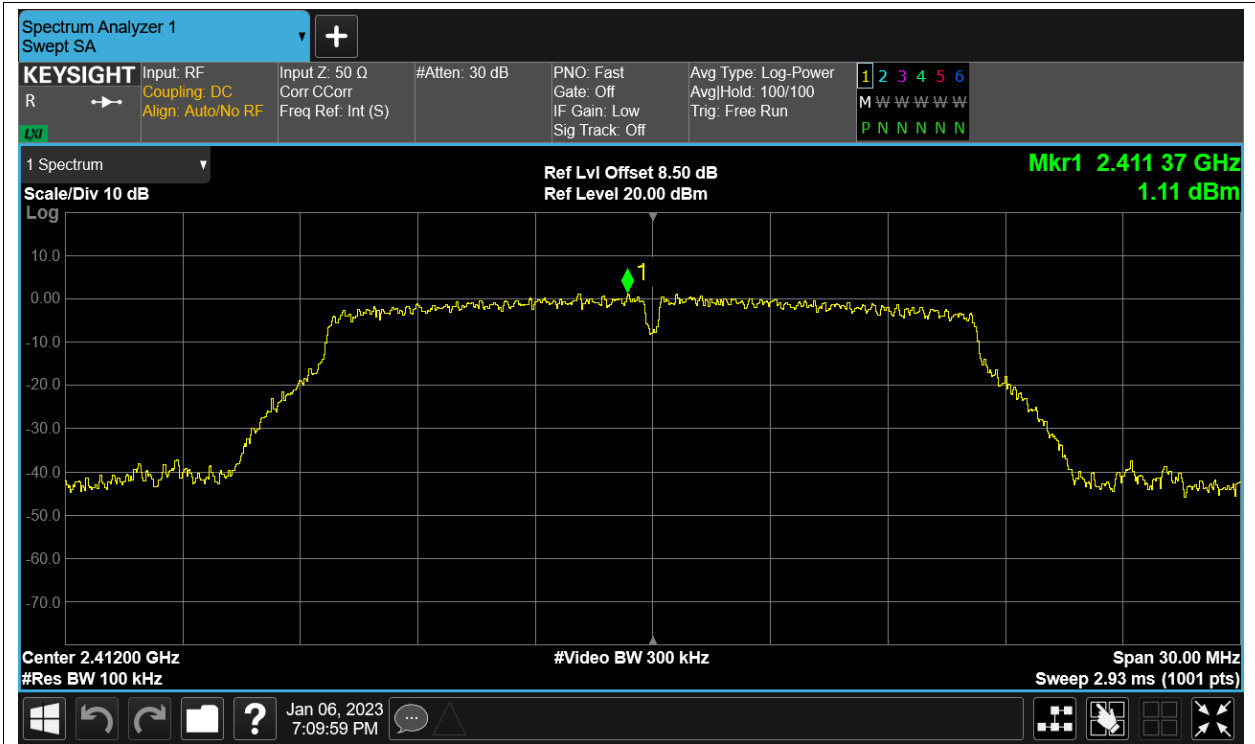 Spectrum Analyzer 1
Swept SA
+
KEYSIGHT
R
LXI
Input: RF
Coupling: DC
Align: Auto/No RF
Input Z: 50 Ω
Corr CCorr
Freq Ref: Int (S)
#Atten: 30 dB
PNO: Fast
Gate: Off
IF Gain: Low
Sig Track: Off
Avg Type: Log-Power
Avg|Hold: 100/100
Trig: Free Run
1 2 3 4 5 6
M W W W W W
P N N N N N
1 Spectrum
Scale/Div 10 dB
Log
Ref Lvl Offset 8.50 dB
Ref Level 20.00 dBm
Mkr1 2.411 37 GHz
1.11 dBm
10.0
0.00
-10.0
-20.0
-30.0
-40.0
-50.0
-60.0
-70.0
1
Center 2.41200 GHz
#Res BW 100 kHz
#Video BW 300 kHz
Span 30.00 MHz
Sweep 2.93 ms (1001 pts)
?
Jan 06, 2023
7:09:59 PM